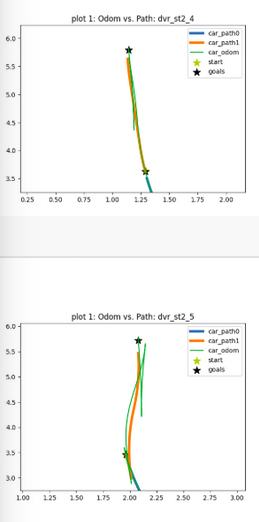 plot 1: Odom vs. Path: dvr_st2_4
car_path0
car_path1
car_odom
start
goals
6.0
5.5
5.0
4.5
4.0
3.5
0.25 0.50 0.75 1.00 1.25 1.50 1.75 2.00
plot 1: Odom vs. Path: dvr_st2_5
car_path0
car_path1
car_odom
start
goals
6.0
5.5
5.0
4.5
4.0
3.5
3.0
1.00 1.25 1.50 1.75 2.00 2.25 2.50 2.75 3.00